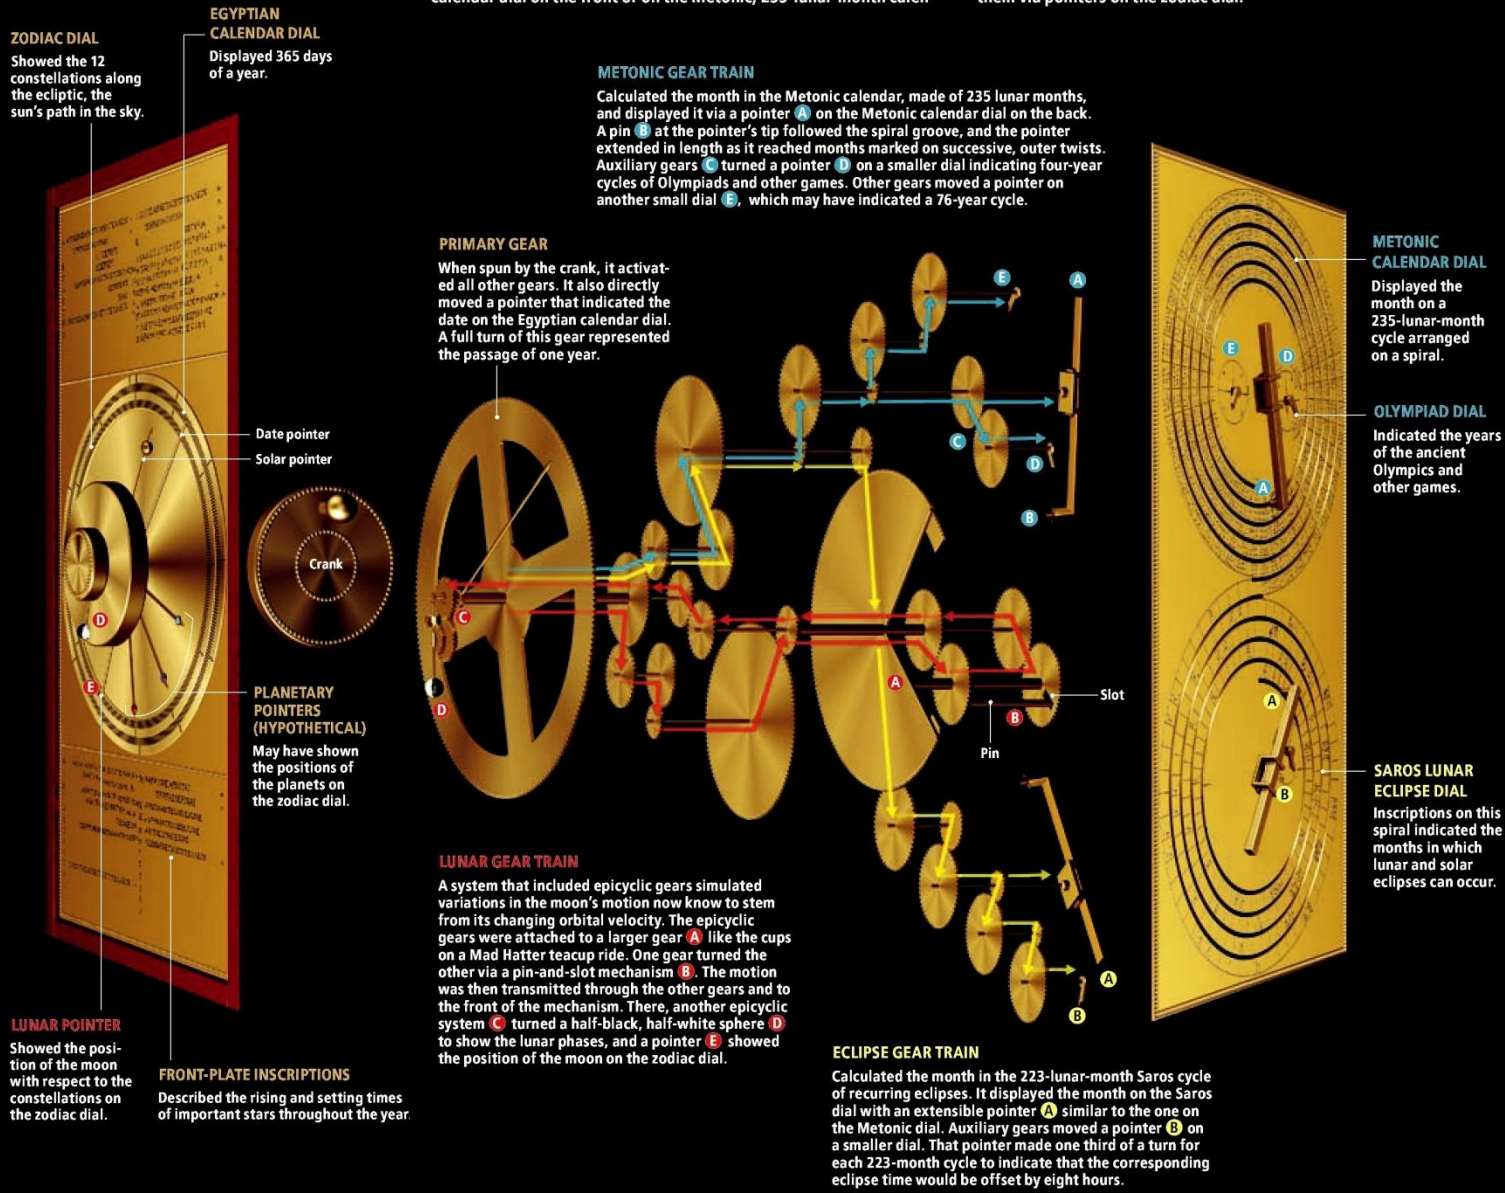 ZODIAC DIAL
Showed the 12
constellations along
the ecliptic, the
sun's path in the sky.
EGYPTIAN
CALENDAR DIAL
Displayed 365 days
of a year.
METONIC GEAR TRAIN
Calculated the month in the Metonic calendar, made of 235 lunar months,
and displayed it via a pointer A on the Metonic calendar dial on the back.
A pin B at the pointer's tip followed the spiral groove, and the pointer
extended in length as it reached months marked on successive, outer twists.
Auxiliary gears C turned a pointer D on a smaller dial indicating four-year
cycles of Olympiads and other games. Other gears moved a pointer on
another small dial E, which may have indicated a 76-year cycle.
PRIMARY GEAR
When spun by the crank, it activat-
ed all other gears. It also directly
moved a pointer that indicated the
date on the Egyptian calendar dial.
A full turn of this gear represented
the passage of one year.
METONIC
CALENDAR DIAL
Displayed the
month on a
235-lunar-month
cycle arranged
on a spiral.
OLYMPIAD DIAL
Indicated the years
of the ancient
Olympics and
other games.
Date pointer
Solar pointer
Crank
E
A
C
D
B
E
D
A
D
E
C
D
A
B
Slot
Pin
A
B
A
B
PLANETARY
POINTERS
(HYPOTHETICAL)
May have shown
the positions of
the planets on
the zodiac dial.
SAROS LUNAR
ECLIPSE DIAL
Inscriptions on this
spiral indicated the
months in which
lunar and solar
eclipses can occur.
LUNAR GEAR TRAIN
A system that included epicyclic gears simulated
variations in the moon's motion now know to stem
from its changing orbital velocity. The epicyclic
gears were attached to a larger gear A like the cups
on a Mad Hatter teacup ride. One gear turned the
other via a pin-and-slot mechanism B. The motion
was then transmitted through the other gears and to
the front of the mechanism. There, another epicyclic
system C turned a half-black, half-white sphere D
to show the lunar phases, and a pointer E showed
the position of the moon on the zodiac dial.
LUNAR POINTER
Showed the posi-
tion of the moon
with respect to the
constellations on
the zodiac dial.
FRONT-PLATE INSCRIPTIONS
Described the rising and setting times
of important stars throughout the year.
ECLIPSE GEAR TRAIN
Calculated the month in the 223-lunar-month Saros cycle
of recurring eclipses. It displayed the month on the Saros
dial with an extensible pointer A similar to the one on
the Metonic dial. Auxiliary gears moved a pointer B on
a smaller dial. That pointer made one third of a turn for
each 223-month cycle to indicate that the corresponding
eclipse time would be offset by eight hours.